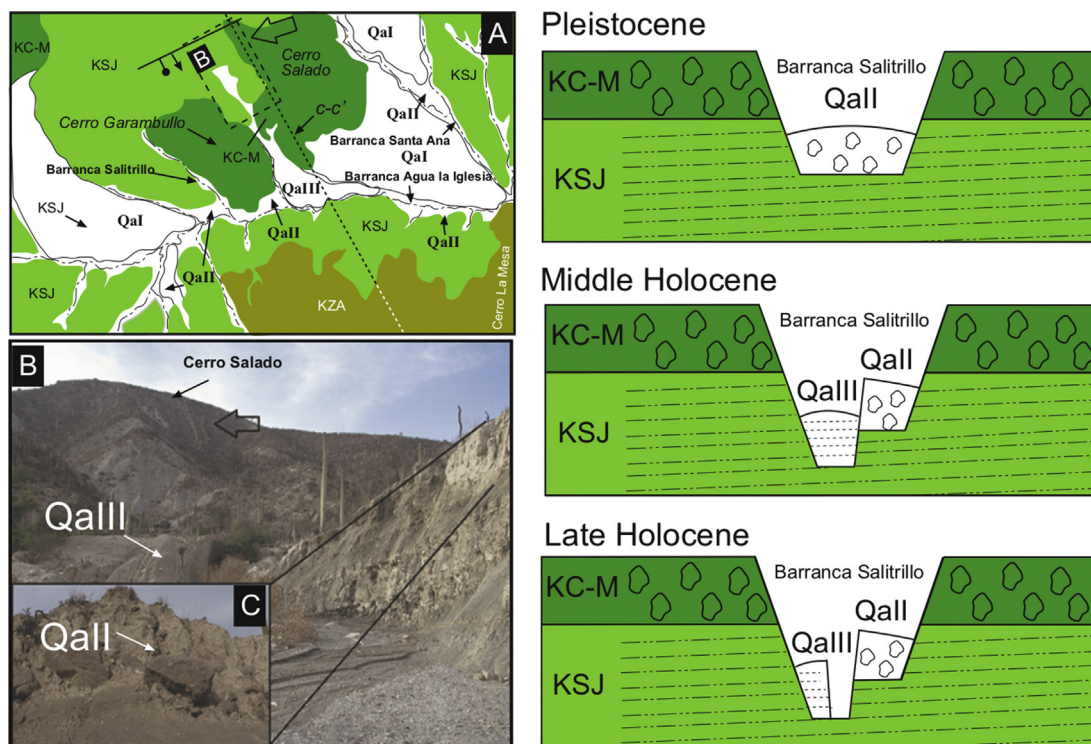 A
KC-M
KSJ
B
Cerro
Salado
QaI
KSJ
QaII
c-c'
Cerro Garambullo
KC-M
Barranca Santa Ana
QaI
Barranca Salitrillo
QaIII
Barranca Agua la Iglesia
KSJ
QaI
QaII
KSJ
QaII
QaII
KSJ
KZA
Cerro La Mesa
B
Cerro Salado
QaIII
C
QaII
Pleistocene
Barranca Salitrillo
KC-M
QaII
KSJ
Middle Holocene
Barranca Salitrillo
KC-M
QaII
QaIII
KSJ
Late Holocene
Barranca Salitrillo
KC-M
QaII
QaIII
KSJ